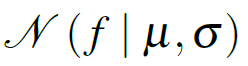 𝒩(f | μ, σ)